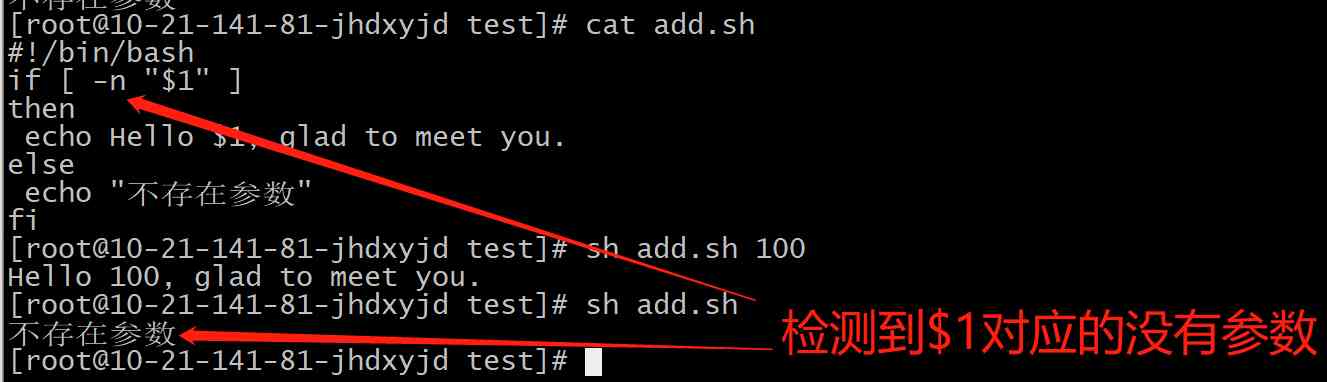 不存在参数
[root@10-21-141-81-jhdxyjd test]# cat add.sh
#!/bin/bash
if [ -n "$1" ]
then
 echo Hello $1, glad to meet you.
else
 echo "不存在参数"
fi
[root@10-21-141-81-jhdxyjd test]# sh add.sh 100
Hello 100, glad to meet you.
[root@10-21-141-81-jhdxyjd test]# sh add.sh
不存在参数
[root@10-21-141-81-jhdxyjd test]#
检测到$1对应的没有参数